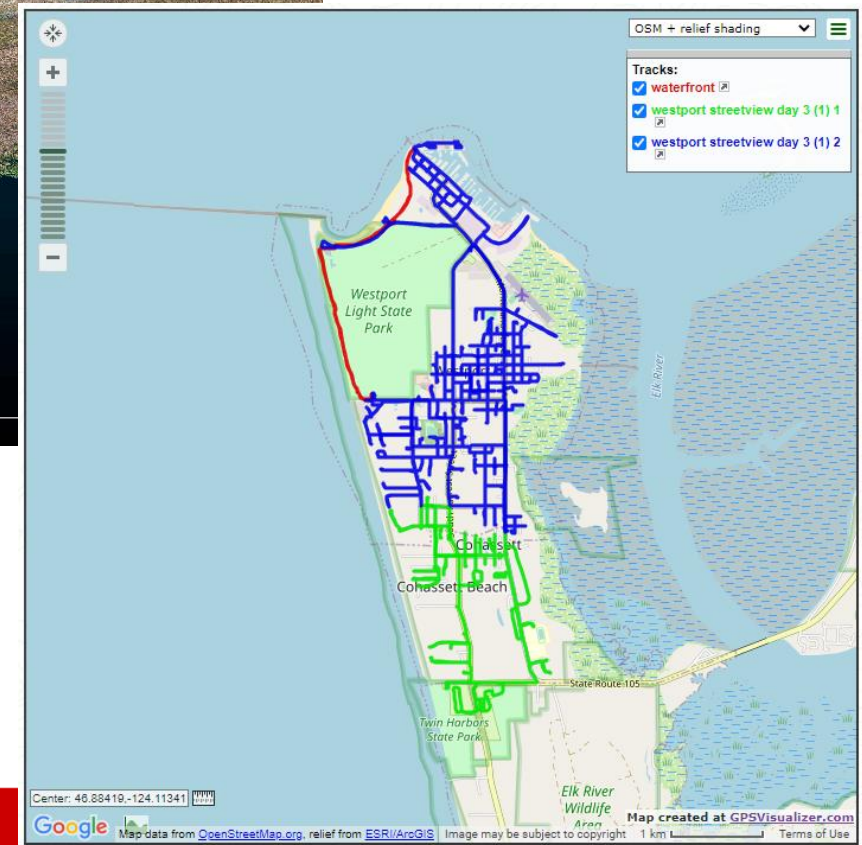 OSM + relief shading
Tracks:
waterfront
westport streetview day 3 (1) 1
westport streetview day 3 (1) 2
Westport
Light State
Park
Elk River
Cohassett
Cohassett Beach
State Route 105
Twin Harbors
State Park
Elk River
Wildlife
Area
Center: 46.88419,-124.11341
Map created at GPSVisualizer.com
Google
Map data from OpenStreetMap.org, relief from ESRI/ArcGIS
Image may be subject to copyright
1 km
Terms of Use